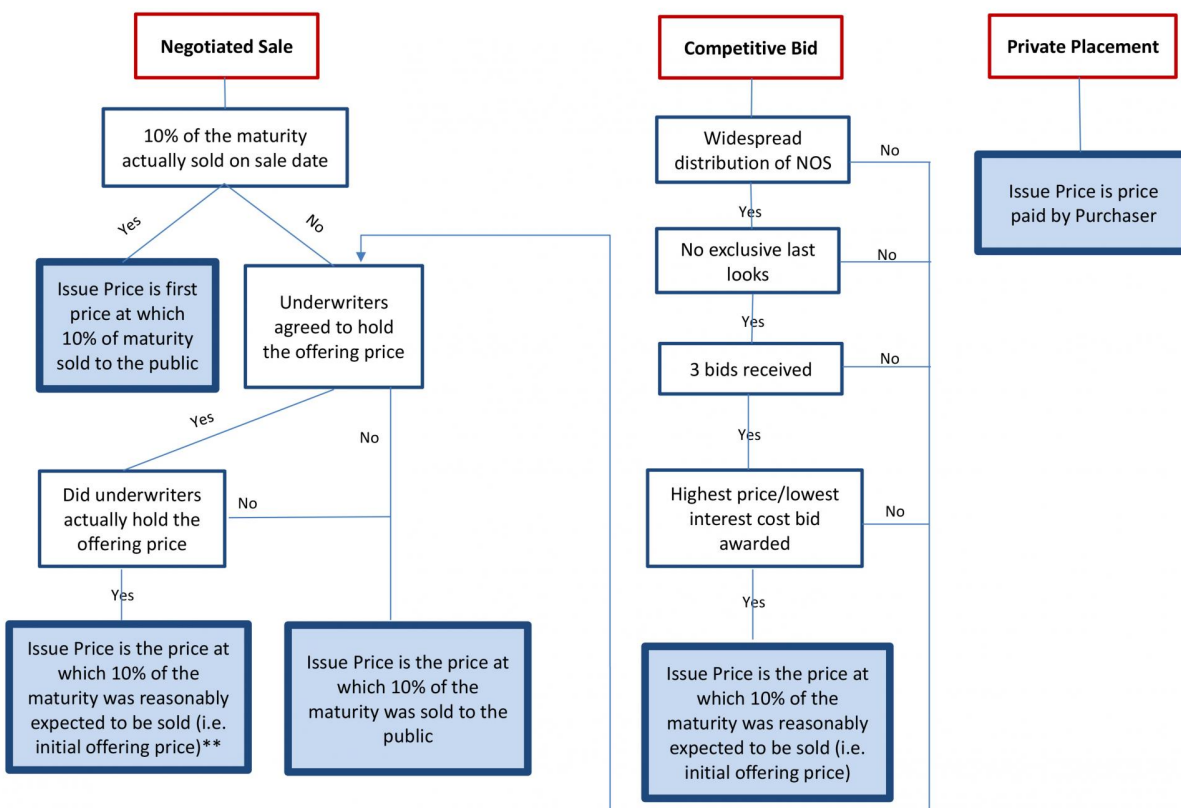 Negotiated Sale
10% of the maturity
actually sold on sale date
Yes
No
Issue Price is first
price at which
10% of maturity
sold to the public
Underwriters
agreed to hold
the offering price
Yes
No
Did underwriters
actually hold the
offering price
No
Yes
Issue Price is the price at
which 10% of the
maturity was reasonably
expected to be sold (i.e.
initial offering price)**
Issue Price is the price at
which 10% of the
maturity was sold to the
public
Competitive Bid
Widespread
distribution of NOS
No
Yes
No exclusive last
looks
No
Yes
3 bids received
No
Yes
Highest price/lowest
interest cost bid
awarded
No
Yes
Issue Price is the price at
which 10% of the
maturity was reasonably
expected to be sold (i.e.
initial offering price)
Private Placement
Issue Price is price
paid by Purchaser